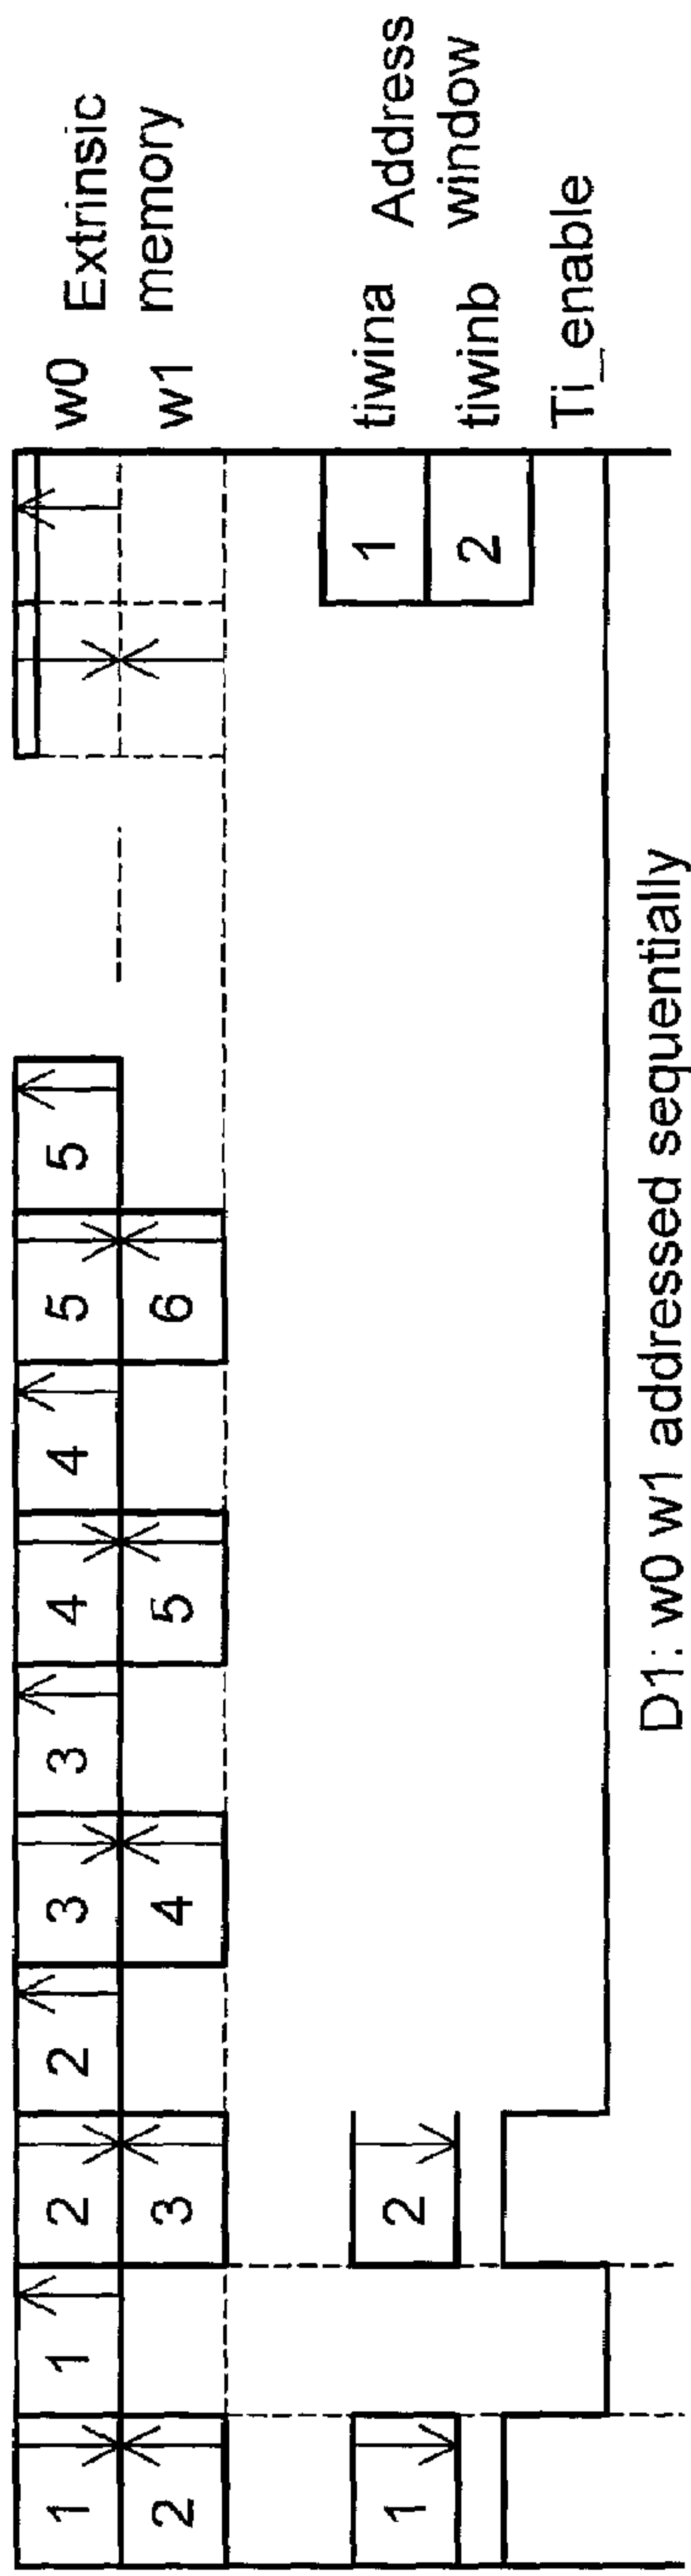 1 1 2 2 3 3 4 4 5 5 w0 Extrinsic
2 3 4 5 6 w1 memory
1 2 1 tiwina Address
2 tiwinb window
Ti_enable
D1: w0 w1 addressed sequentially